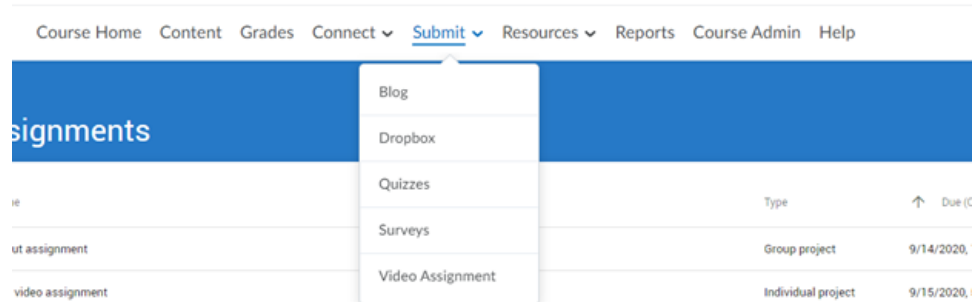 Course Home Content Grades Connect Submit Resources Reports Course Admin Help
Blog
signments
Dropbox
Quizzes
Type Due (C
Surveys
ut assignment Group project 9/14/2020,
Video Assignment
video assignment Individual project 9/15/2020,